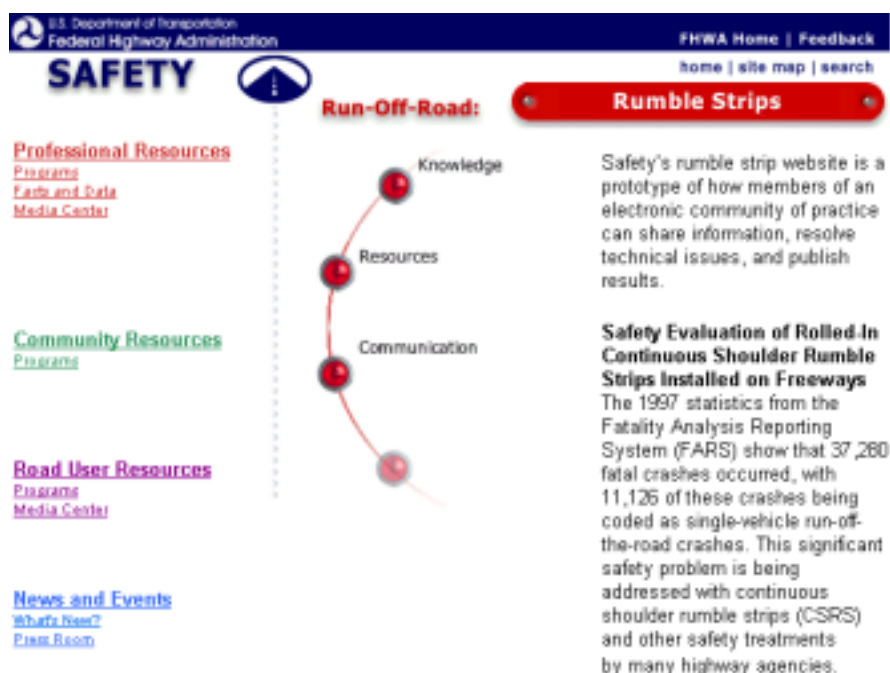 U.S. Department of Transportation
Federal Highway Administration
FHWA Home | Feedback
SAFETY
home | site map | search
Run-Off-Road:
Rumble Strips
Professional Resources
Programs
Facts and Data
Media Center
Community Resources
Programs
Road User Resources
Programs
Media Center
News and Events
What's New?
Press Room
Knowledge
Resources
Communication
Safety's rumble strip website is a
prototype of how members of an
electronic community of practice
can share information, resolve
technical issues, and publish
results.
Safety Evaluation of Rolled-In
Continuous Shoulder Rumble
Strips Installed on Freeways
The 1997 statistics from the
Fatality Analysis Reporting
System (FARS) show that 37,280
fatal crashes occurred, with
11,126 of these crashes being
coded as single-vehicle run-off-
the-road crashes. This significant
safety problem is being
addressed with continuous
shoulder rumble strips (CSRS)
and other safety treatments
by many highway agencies.